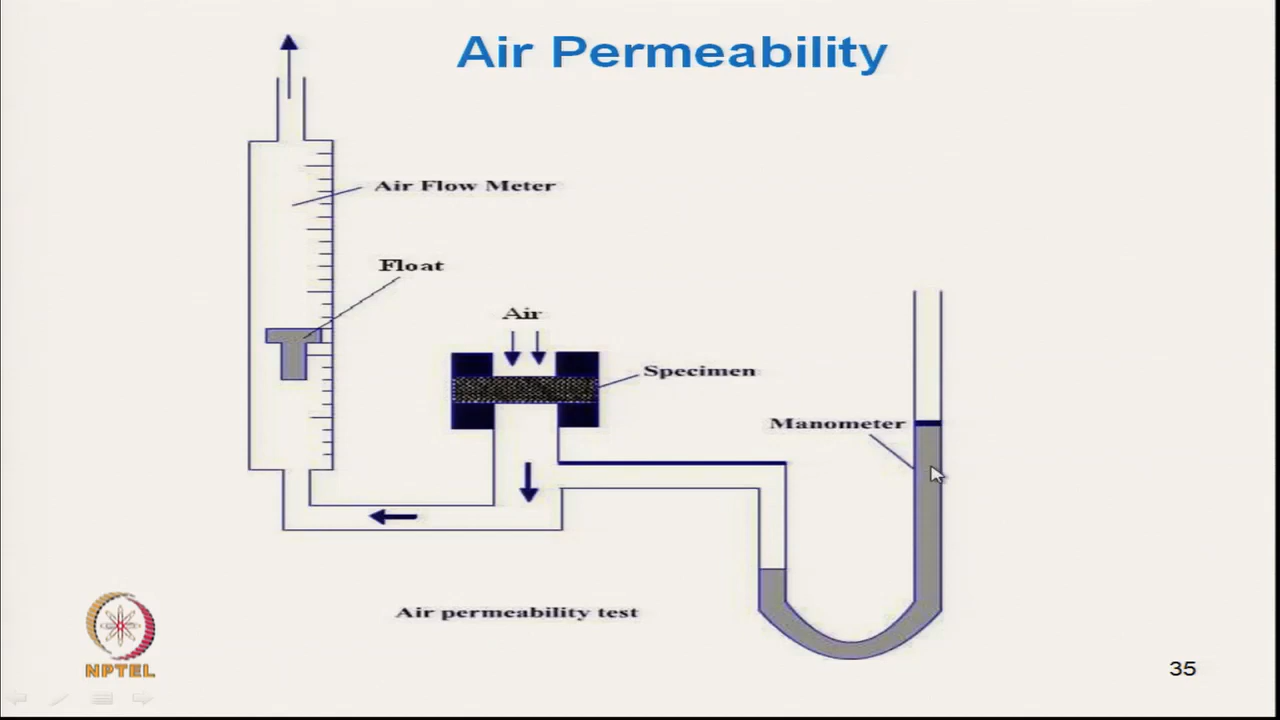 Air Permeability
Air Flow Meter
Float
Air
Specimen
Manometer
Air permeability test
NPTEL
35